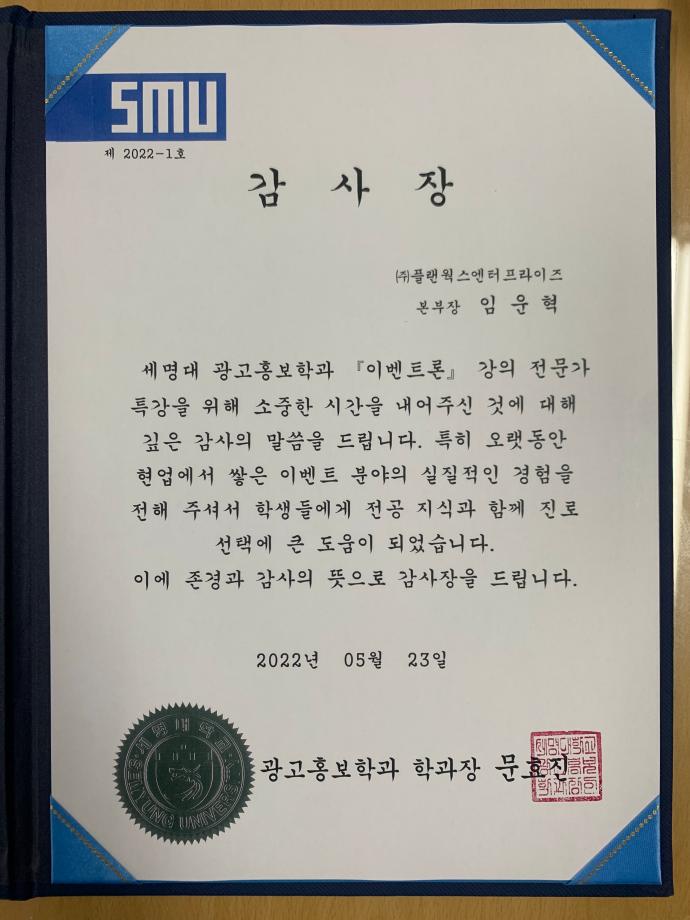 SMU
제 2022-1호
감 사 장
㈜플랜웍스엔터프라이즈
본부장 임 운 혁
세명대 광고홍보학과 『이벤트론』 강의 전문가
특강을 위해 소중한 시간을 내어주신 것에 대해
깊은 감사의 말씀을 드립니다. 특히 오랫동안
현업에서 쌓은 이벤트 분야의 실질적인 경험을
전해 주셔서 학생들에게 전공 지식과 함께 진로
선택에 큰 도움이 되었습니다.
이에 존경과 감사의 뜻으로 감사장을 드립니다.
2022년 05월 23일
세명대학교
SEMYUNG UNIVERSITY
광고홍보학과 학과장 문효진